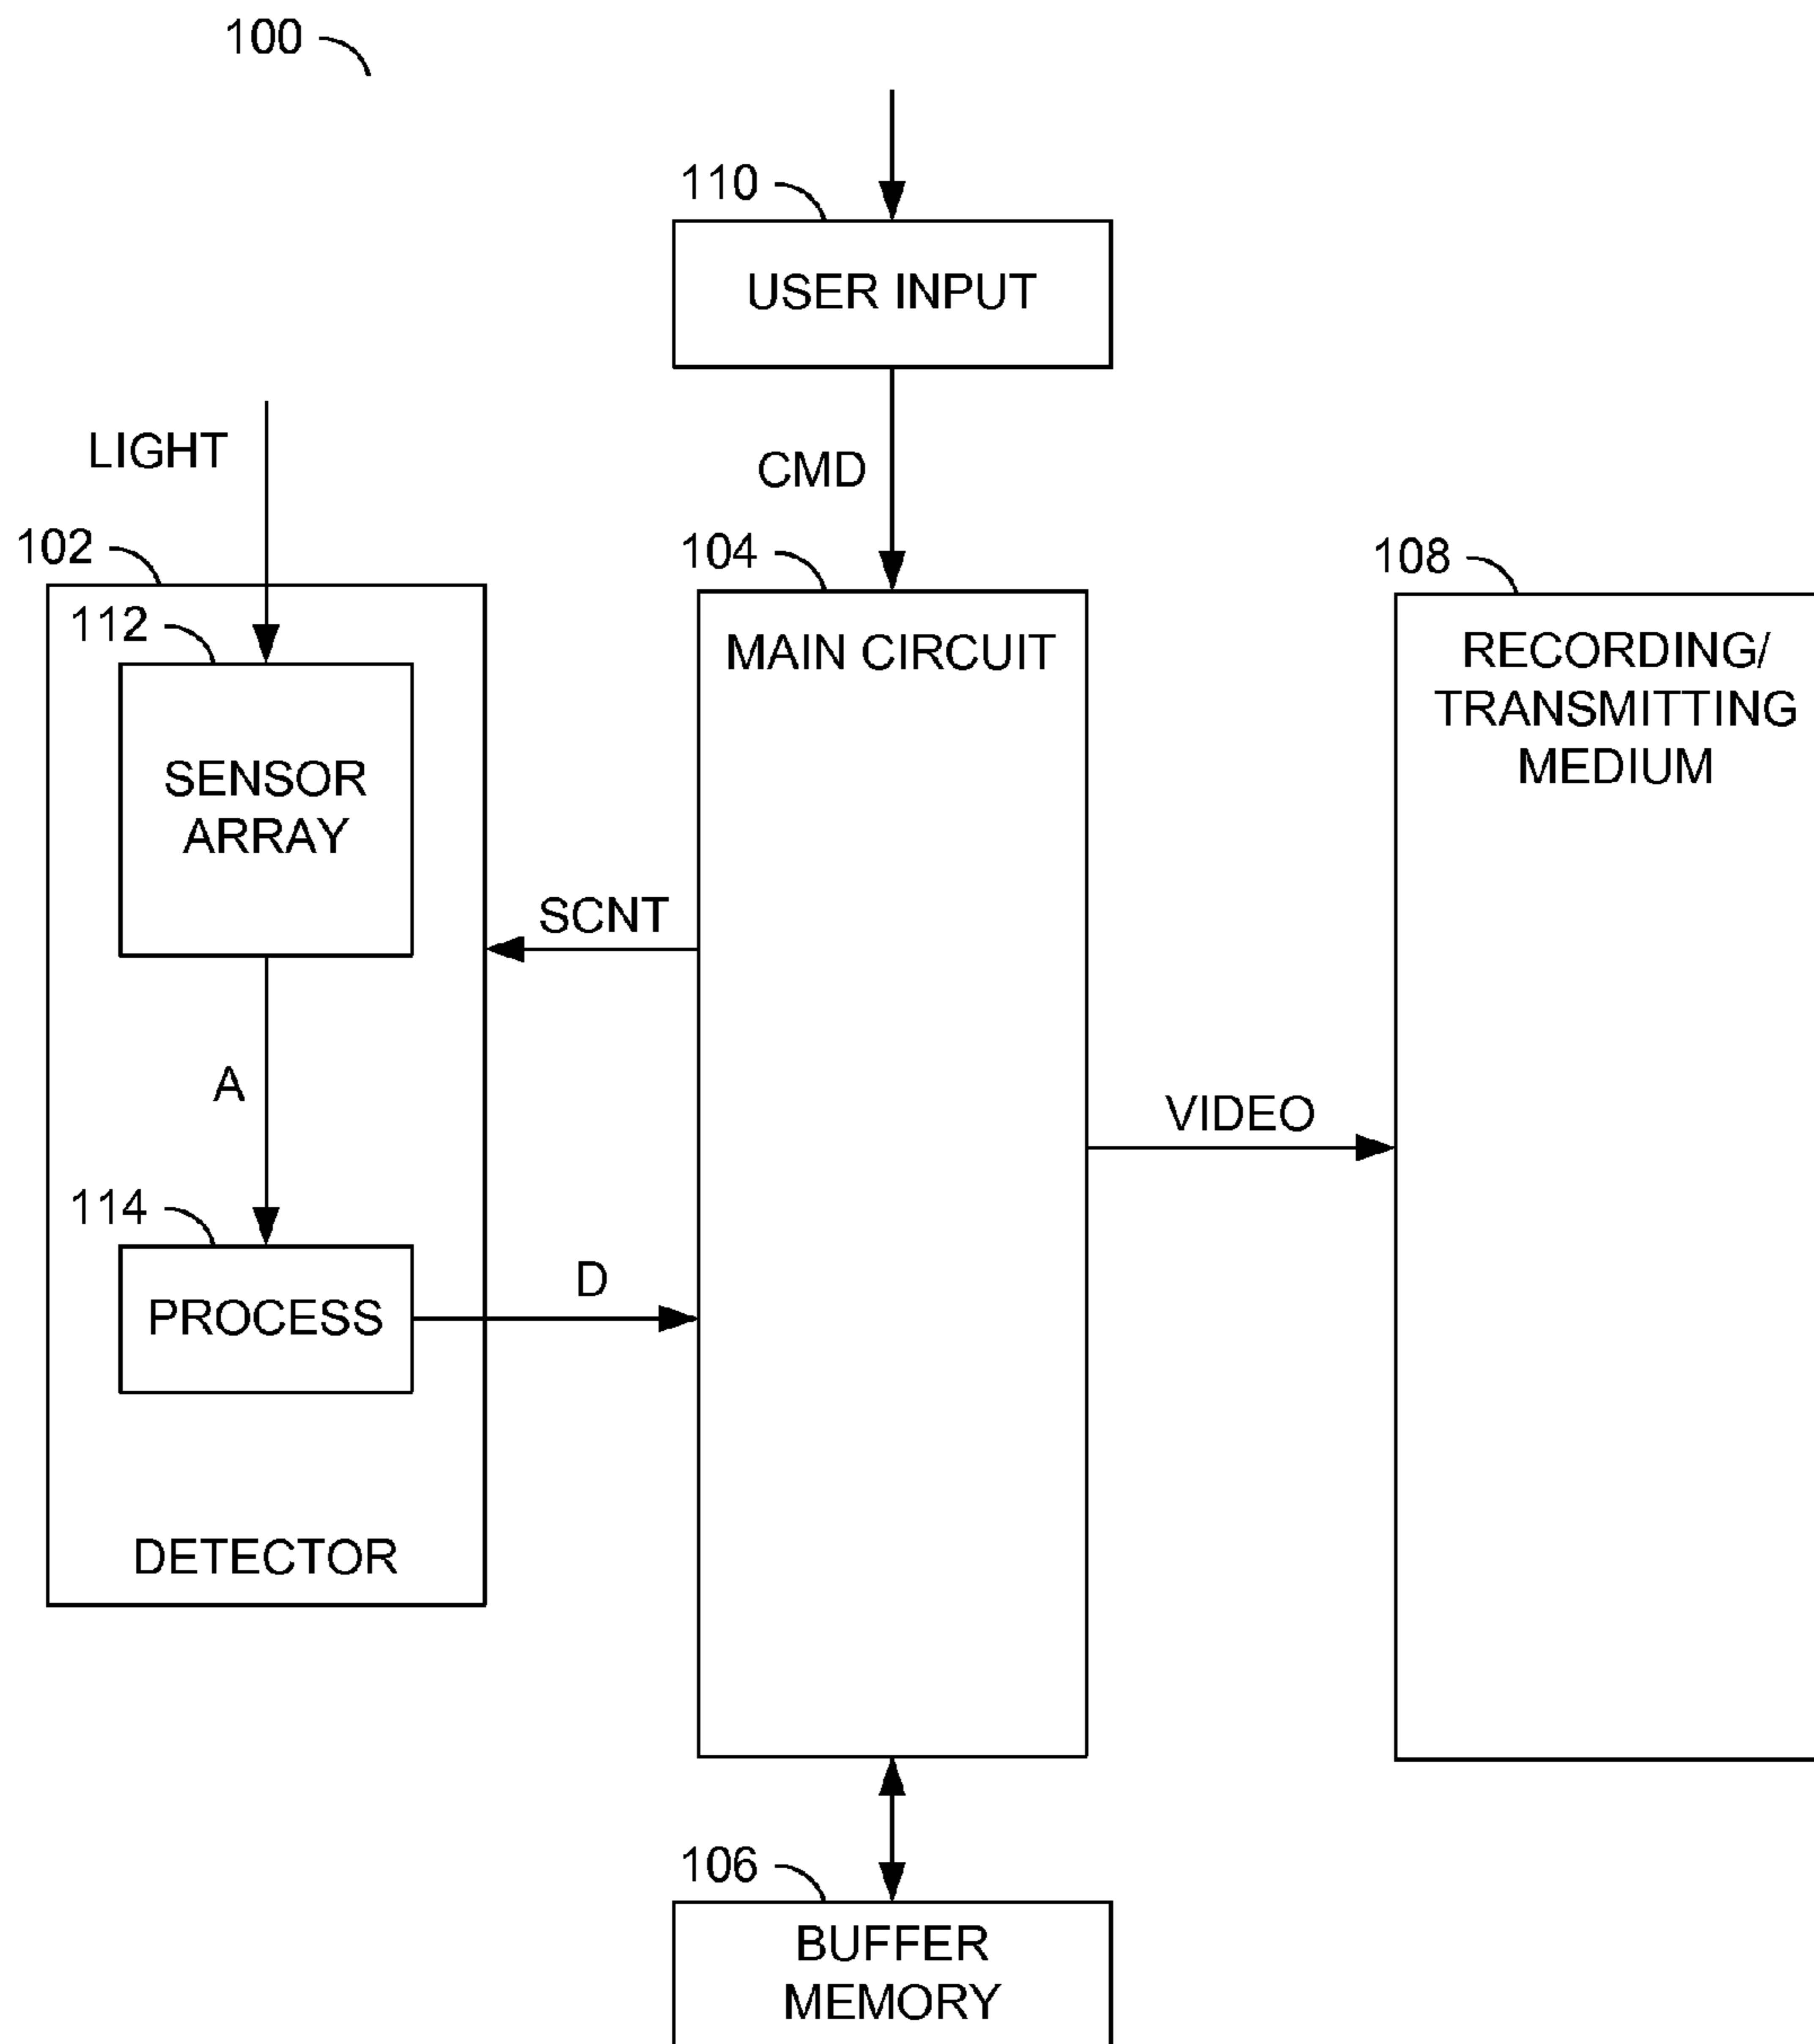 100
110
USER INPUT
LIGHT
CMD
102
104
108
112
MAIN CIRCUIT
RECORDING/
TRANSMITTING
MEDIUM
SENSOR
ARRAY
SCNT
A
VIDEO
114
D
PROCESS
DETECTOR
106
BUFFER
MEMORY